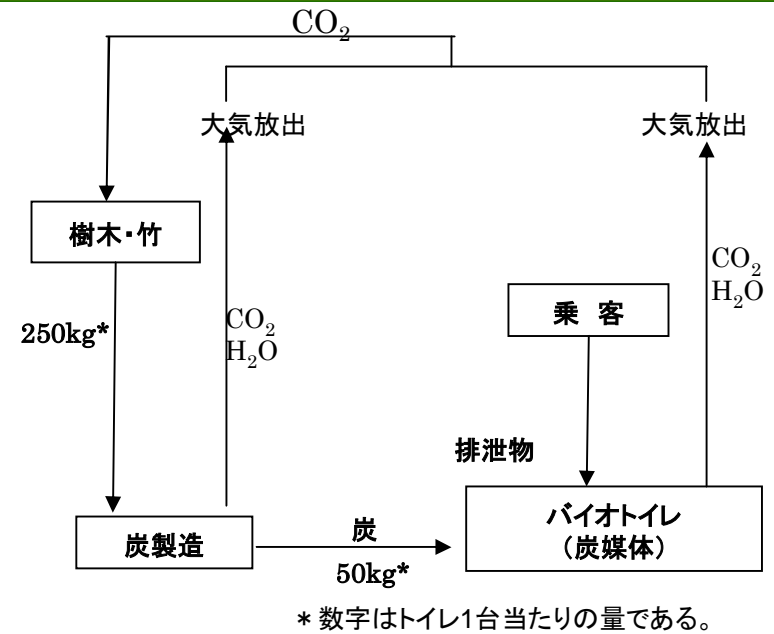 CO₂
大気放出
大気放出
樹木・竹
CO₂
H₂O
乗 客
250kg*
CO₂
H₂O
排泄物
バイオトイレ
(炭媒体)
炭製造
炭
50kg*
* 数字はトイレ1台当たりの量である。